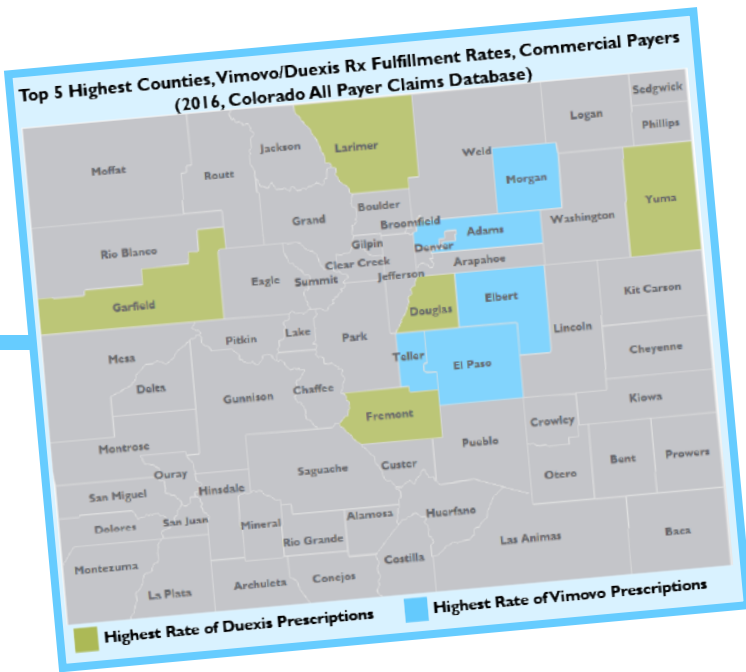 Top 5 Highest Counties, Vimovo/Duexis Rx Fulfillment Rates, Commercial Payers
(2016, Colorado All Payer Claims Database)
Sedgwick
Logan
Phillips
Jackson
Larimer
Weld
Moffat
Routt
Morgan
Yuma
Boulder
Grand
Broomfield
Washington
Adams
Gilpin
Denver
Rio Blanco
Clear Creek
Arapahoe
Eagle
Summit
Jefferson
Garfield
Douglas
Elbert
Kit Carson
Lincoln
Lake
Park
Pitkin
Mesa
Teller
El Paso
Cheyenne
Delta
Gunnison
Chaffee
Kiowa
Fremont
Crowley
Pueblo
Montrose
Saguache
Custer
Bent
Prowers
Otero
Ouray
San Miguel
Hinsdale
Dolores
San Juan
Mineral
Alamosa
Huerfano
Rio Grande
Las Animas
Baca
Montezuma
Costilla
La Plata
Archuleta
Conejos
Highest Rate of Duexis Prescriptions
Highest Rate of Vimovo Prescriptions